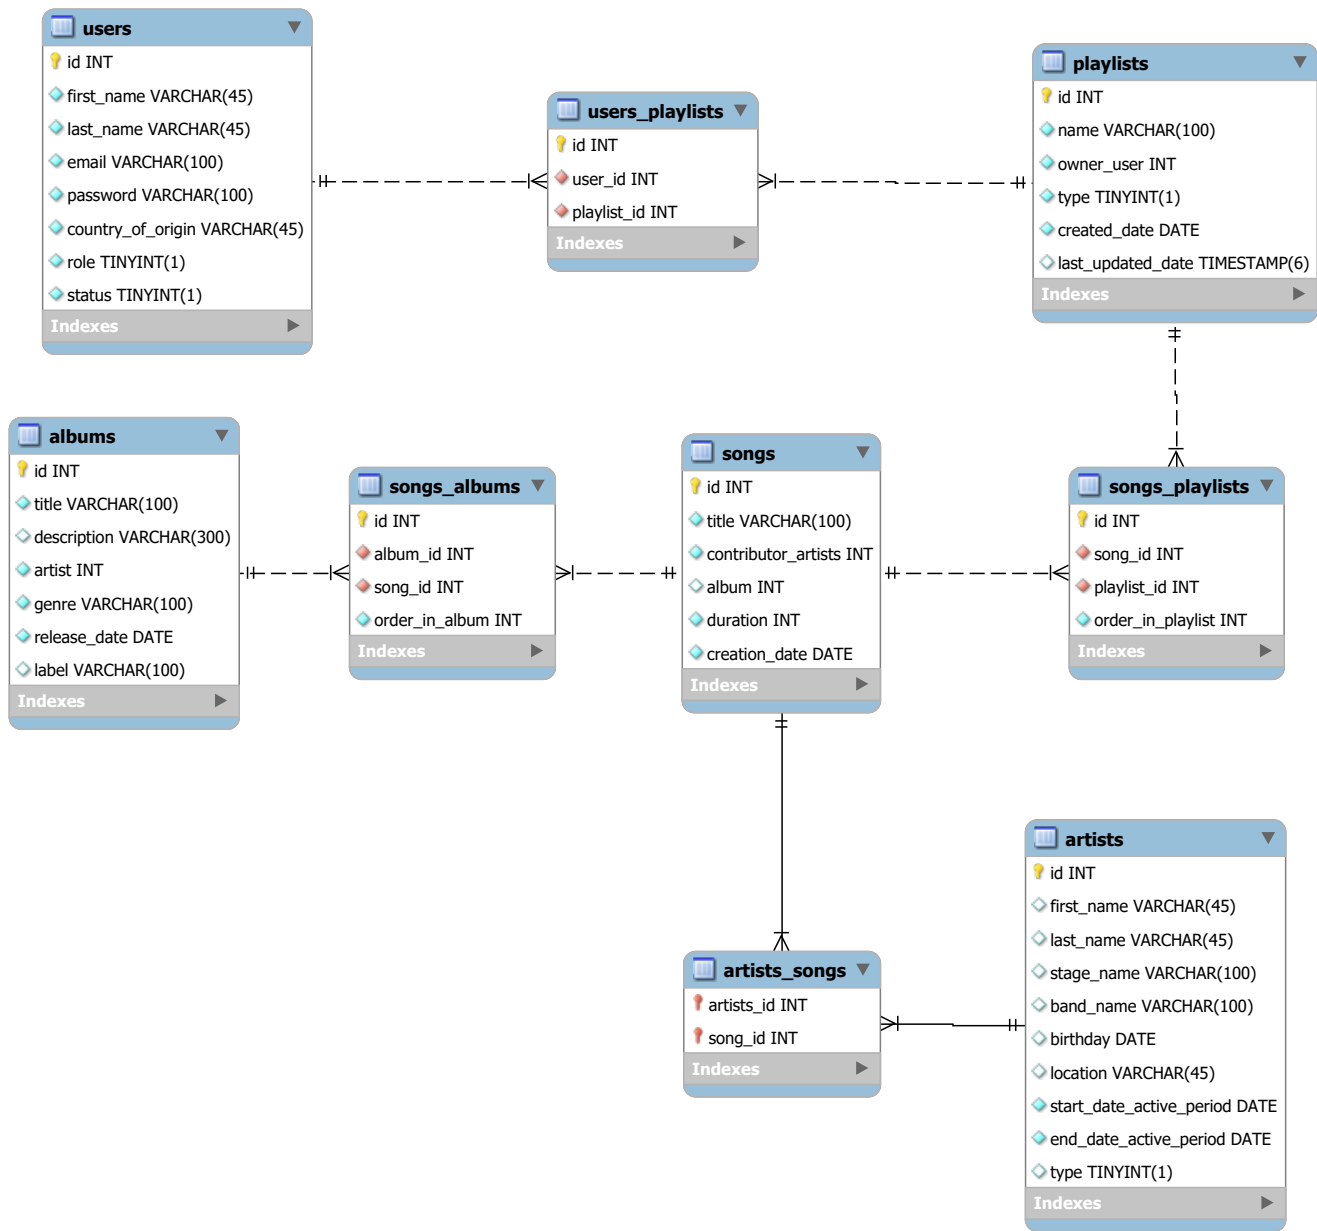 users
id INT
first_name VARCHAR(45)
last_name VARCHAR(45)
email VARCHAR(100)
password VARCHAR(100)
country_of_origin VARCHAR(45)
role TINYINT(1)
status TINYINT(1)
Indexes
users_playlists
id INT
user_id INT
playlist_id INT
Indexes
playlists
id INT
name VARCHAR(100)
owner_user INT
type TINYINT(1)
created_date DATE
last_updated_date TIMESTAMP(6)
Indexes
albums
id INT
title VARCHAR(100)
description VARCHAR(300)
artist INT
genre VARCHAR(100)
release_date DATE
label VARCHAR(100)
Indexes
songs_albums
id INT
album_id INT
song_id INT
order_in_album INT
Indexes
songs
id INT
title VARCHAR(100)
contributor_artists INT
album INT
duration INT
creation_date DATE
Indexes
songs_playlists
id INT
song_id INT
playlist_id INT
order_in_playlist INT
Indexes
artists_songs
artists_id INT
song_id INT
Indexes
artists
id INT
first_name VARCHAR(45)
last_name VARCHAR(45)
stage_name VARCHAR(100)
band_name VARCHAR(100)
birthday DATE
location VARCHAR(45)
start_date_active_period DATE
end_date_active_period DATE
type TINYINT(1)
Indexes